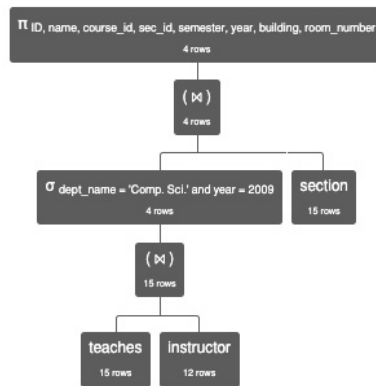 π ID, name, course_id, sec_id, semester, year, building, room_number
4 rows
(⋈)
4 rows
σ dept_name = 'Comp. Sci.' and year = 2009
4 rows
section
15 rows
(⋈)
15 rows
teaches
15 rows
instructor
12 rows